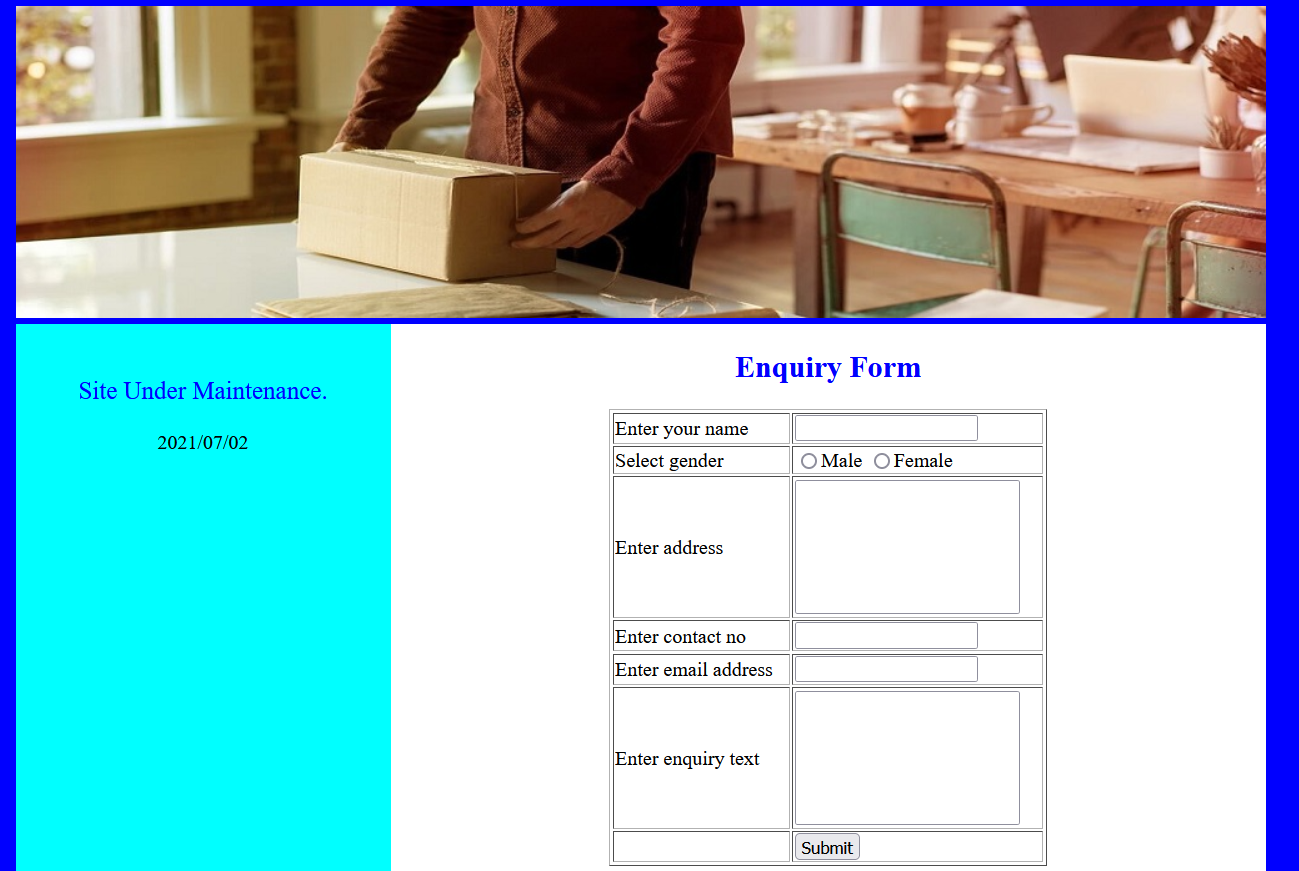 Site Under Maintenance.
2021/07/02
Enquiry Form
Enter your name
Select gender Male Female
Enter address
Enter contact no
Enter email address
Enter enquiry text
Submit